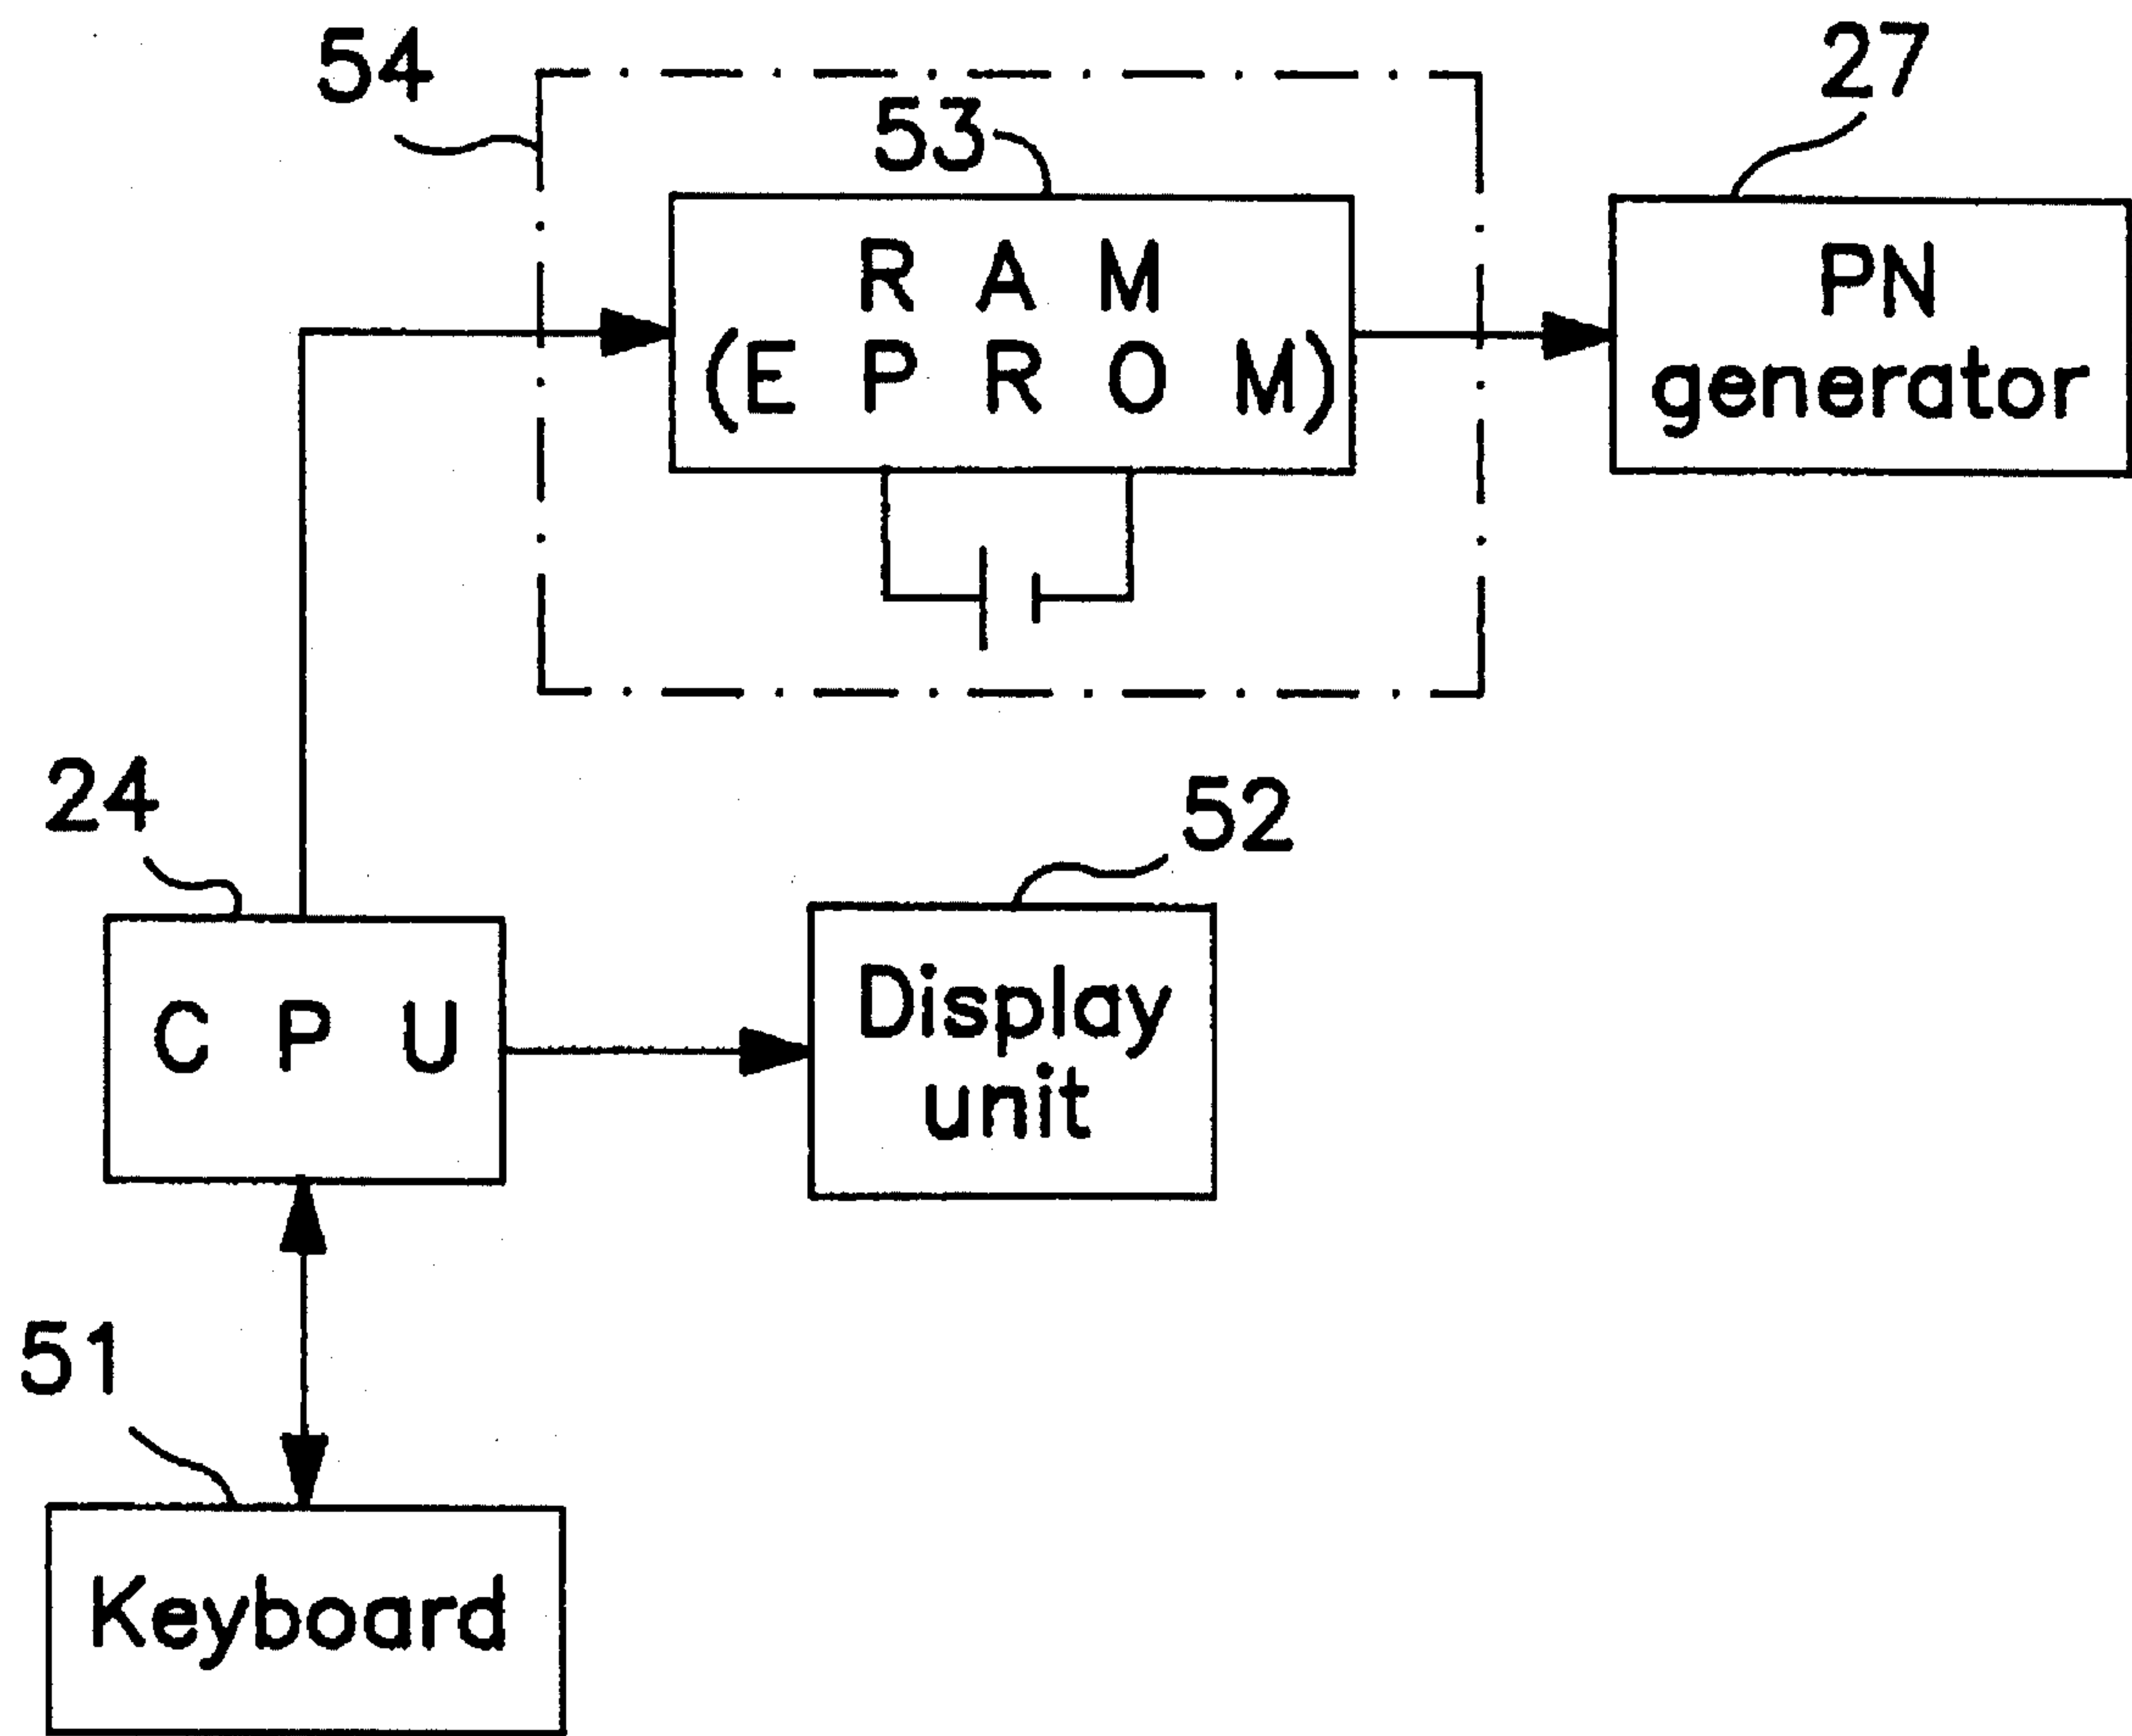 54
53
27
R A M
(E P R O M)
PN
generator
24
52
C P U
Display
unit
51
Keyboard